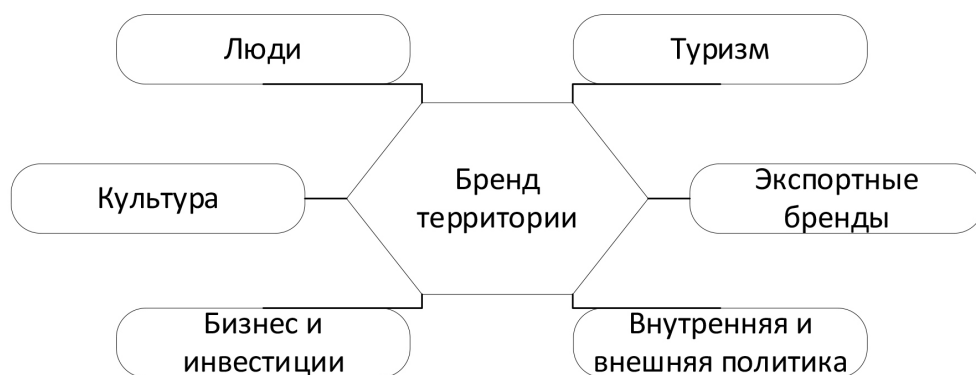 Люди
Туризм
Культура
Бренд
территории
Экспортные
бренды
Бизнес и
инвестиции
Внутренняя и
внешняя политика